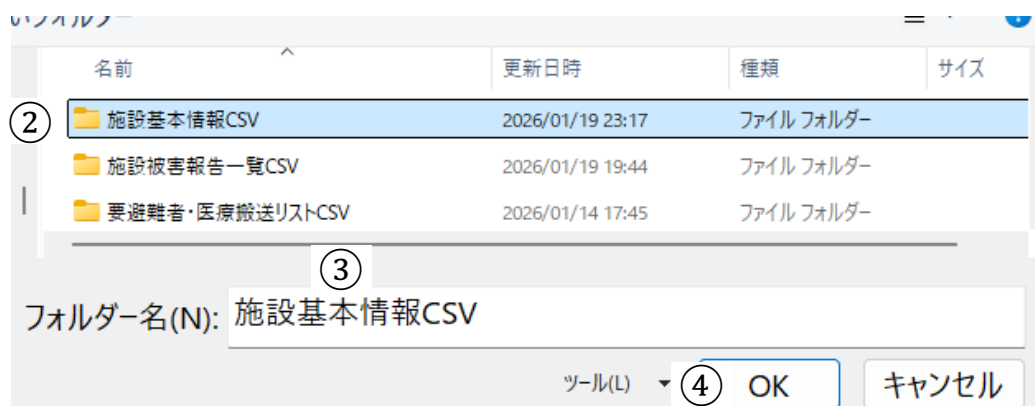 いフォルダー
名前 更新日時 種類 サイズ
② 施設基本情報CSV 2026/01/19 23:17 ファイル フォルダー
施設被害報告一覧CSV 2026/01/19 19:44 ファイル フォルダー
要避難者・医療搬送リストCSV 2026/01/14 17:45 ファイル フォルダー
③
フォルダー名(N): 施設基本情報CSV
ツール(L) ④ OK キャンセル